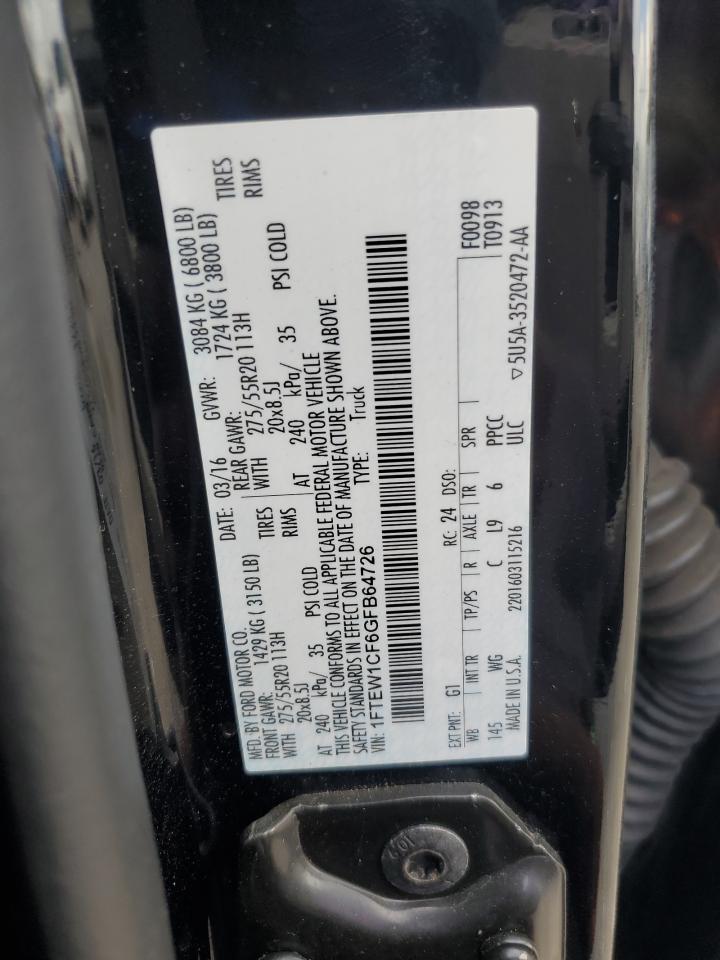 MFD. BY FORD MOTOR CO. DATE: 03/16 GVWR: 3084 KG ( 6800 LB)
FRONT GAWR: 1429 KG ( 3150 LB) REAR GAWR: 1724 KG ( 3800 LB)
WITH 275/55R20 113H TIRES WITH 275/55R20 113H TIRES
20x8.5J RIMS 20x8.5J RIMS
AT 240 kPa/ 35 PSI COLD AT 240 kPa/ 35 PSI COLD
THIS VEHICLE CONFORMS TO ALL APPLICABLE FEDERAL MOTOR VEHICLE
SAFETY STANDARDS IN EFFECT ON THE DATE OF MANUFACTURE SHOWN ABOVE.
1FTEW1CF6GFB64726 TYPE: Truck
F0098
T0913
EXT PNT: G1 RC: 24 DSO:
WB INT TR TP/PS R AXLE TR SPR
145 WG C L9 6 PPCC
MADE IN U.S.A. 2201603115216 ULC
▽ 5U5A-3520472-AA
10.9